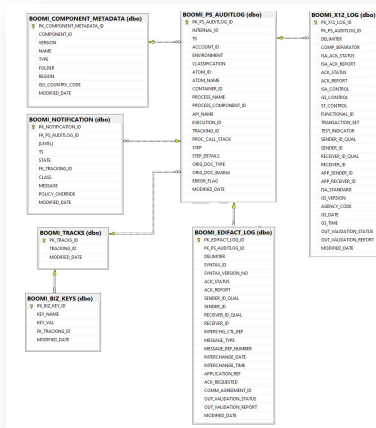 BOOMI_COMPONENT_METADATA (dbo)
PK_COMPONENT_METADATA_ID
COMPONENT_ID
VERSION
NAME
TYPE
FOLDER
REGION
ISO_COUNTRY_CODE
MODIFIED_DATE
BOOMI_NOTIFICATION (dbo)
PK_NOTIFICATION_ID
FK_PS_AUDITLOG_ID
[LEVEL]
TS
STATE
FK_TRACKING_ID
CLASS
MESSAGE
POLICY_OVERRIDE
MODIFIED_DATE
BOOMI_TRACKS (dbo)
PK_TRACKS_ID
TRACKING_ID
MODIFIED_DATE
BOOMI_BIZ_KEYS (dbo)
PK_BIZ_KEY_ID
KEY_NAME
KEY_VAL
FK_TRACKING_ID
MODIFIED_DATE
BOOMI_PS_AUDITLOG (dbo)
PK_PS_AUDITLOG_ID
INTERNAL_ID
TS
ACCOUNT_ID
ENVIRONMENT
CLASSIFICATION
ATOM_ID
ATOM_NAME
CONTAINER_ID
PROCESS_NAME
PROCESS_COMPONENT_ID
API_NAME
EXECUTION_ID
TRACKING_ID
PROC_CALL_STACK
STEP
STEP_DETAILS
ORIG_DOC_TYPE
ORIG_DOC_BASE64
ERROR_FLAG
MODIFIED_DATE
BOOMI_EDIFACT_LOG (dbo)
PK_EDIFACT_LOG_ID
FK_PS_AUDITLOG_ID
DELIMITER
SYNTAX_ID
SYNTAX_VERSION_NO
ACK_STATUS
ACK_REPORT
SENDER_ID_QUAL
SENDER_ID
RECEIVER_ID_QUAL
RECEIVER_ID
INTERCHG_CTL_REF
MESSAGE_TYPE
MESSAGE_REF_NUMBER
INTERCHANGE_DATE
INTERCHANGE_TIME
APPLICATION_REF
ACK_REQUESTED
COMM_AGREEMENT_ID
OUT_VALIDATION_STATUS
OUT_VALIDATION_REPORT
MODIFIED_DATE
BOOMI_X12_LOG (dbo)
PK_X12_LOG_ID
FK_PS_AUDITLOG_ID
DELIMITER
COMP_SEPARATOR
ISA_ACK_STATUS
ISA_ACK_REPORT
ACK_STATUS
ACK_REPORT
ISA_CONTROL
GS_CONTROL
ST_CONTROL
FUNCTIONAL_ID
TRANSACTION_SET
TEST_INDICATOR
SENDER_ID_QUAL
SENDER_ID
RECEIVER_ID_QUAL
RECEIVER_ID
APP_SENDER_ID
APP_RECEIVER_ID
ISA_STANDARD
GS_VERSION
AGENCY_CODE
GS_DATE
GS_TIME
OUT_VALIDATION_STATUS
OUT_VALIDATION_REPORT
MODIFIED_DATE